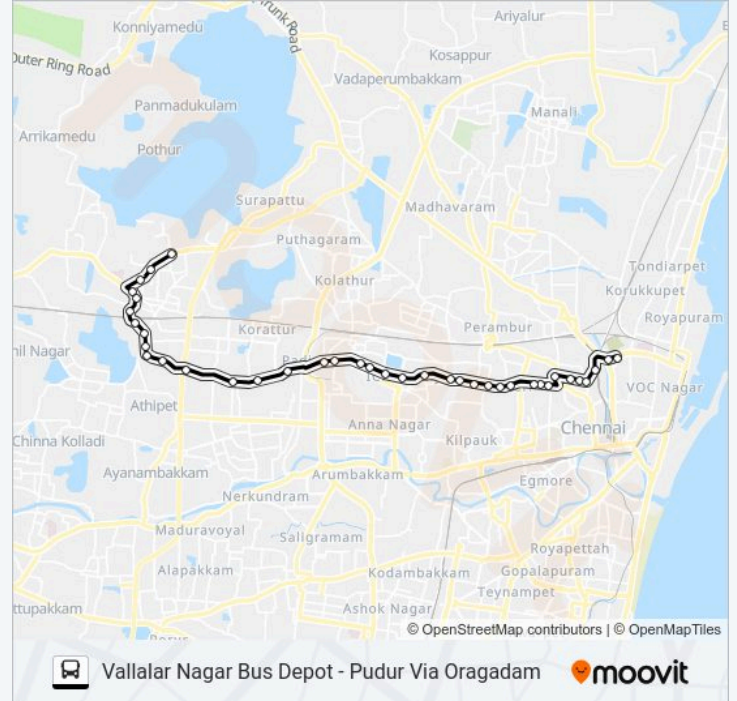 Trunk Road
Ariyalur
Konniyamedu
Kosappur
outer Ring Road
Vadaperumbakkam
Panmadukulam
Manali
Arrikamedu
Pothur
Surapattu
Madhavaram
Puthagaram
Tondiarpet
Kolathur
Korukkupet
Royapuram
Korattur
Perambur
nil Nagar
VOC Nagar
Athipet
Anna Nagar
Chennai
Chinna Kolladi
Kilpauk
Ayanambakkam
Arumbakkam
Egmore
Nerkundram
Maduravoyal
Saligramam
Royapettah
Alapakkam
Kodambakkam
Gopalapuram
Teynampet
ttupakkam
Ashok Nagar
© OpenStreetMap contributors | © OpenMapTiles
Vallalar Nagar Bus Depot - Pudur Via Oragadam
moovit